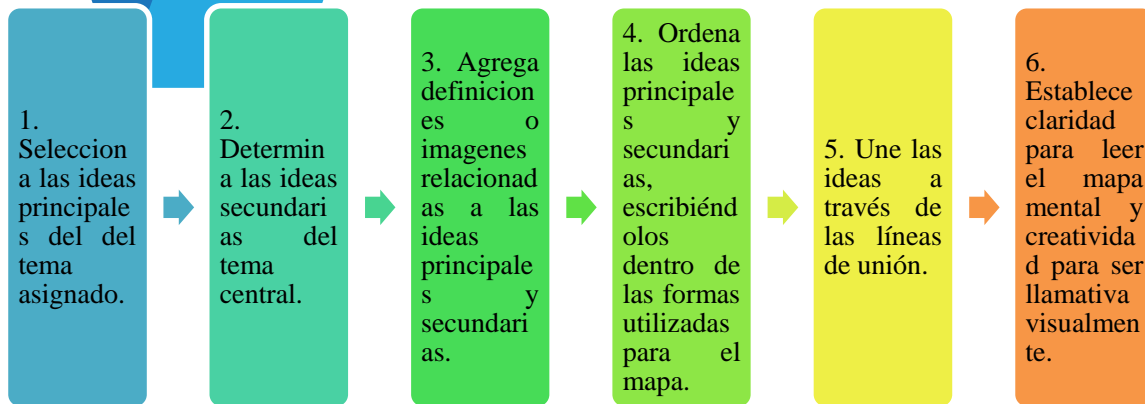 1.
Seleccion
a las ideas
principale
s del del
tema
asignado.
2.
Determin
a las ideas
secundari
as del
tema
central.
3. Agrega
definicion
es o
imagenes
relacionad
as a las
ideas
principale
s y
secundari
as.
4. Ordena
las ideas
principale
s y
secundari
as,
escribiénd
olos
dentro de
las formas
utilizadas
para el
mapa.
5. Une las
ideas a
través de
las líneas
de unión.
6.
Establece
claridad
para leer
el mapa
mental y
creativida
d para ser
llamativa
visualmen
te.